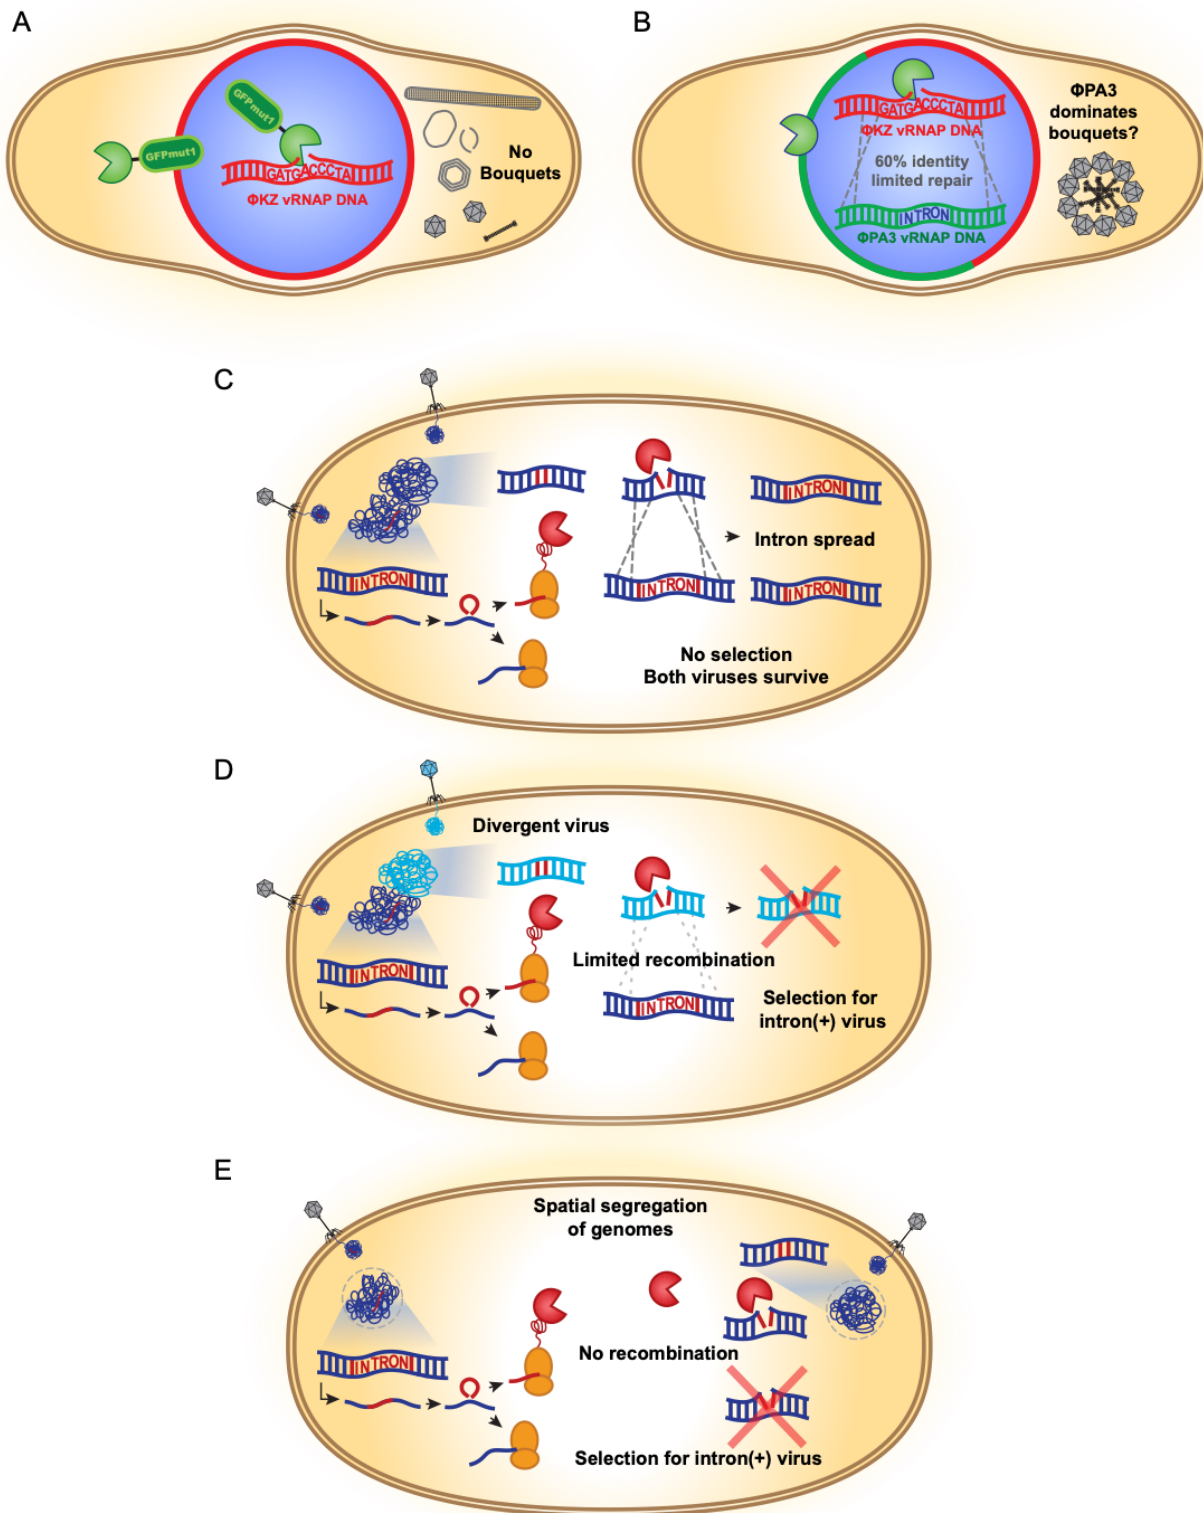 A
GFPmut1
GFPmut1
GATGACCCTA
ΦKZ vRNAP DNA
No
Bouquets
B
GATGACCCTA
ΦKZ vRNAP DNA
60% identity
limited repair
INTRON
ΦPA3 vRNAP DNA
ΦPA3
dominates
bouquets?
C
INTRON
INTRON
INTRON
Intron spread
INTRON
No selection
Both viruses survive
D
Divergent virus
INTRON
Limited recombination
INTRON
Selection for
intron(+) virus
E
Spatial segregation
of genomes
INTRON
No recombination
Selection for intron(+) virus